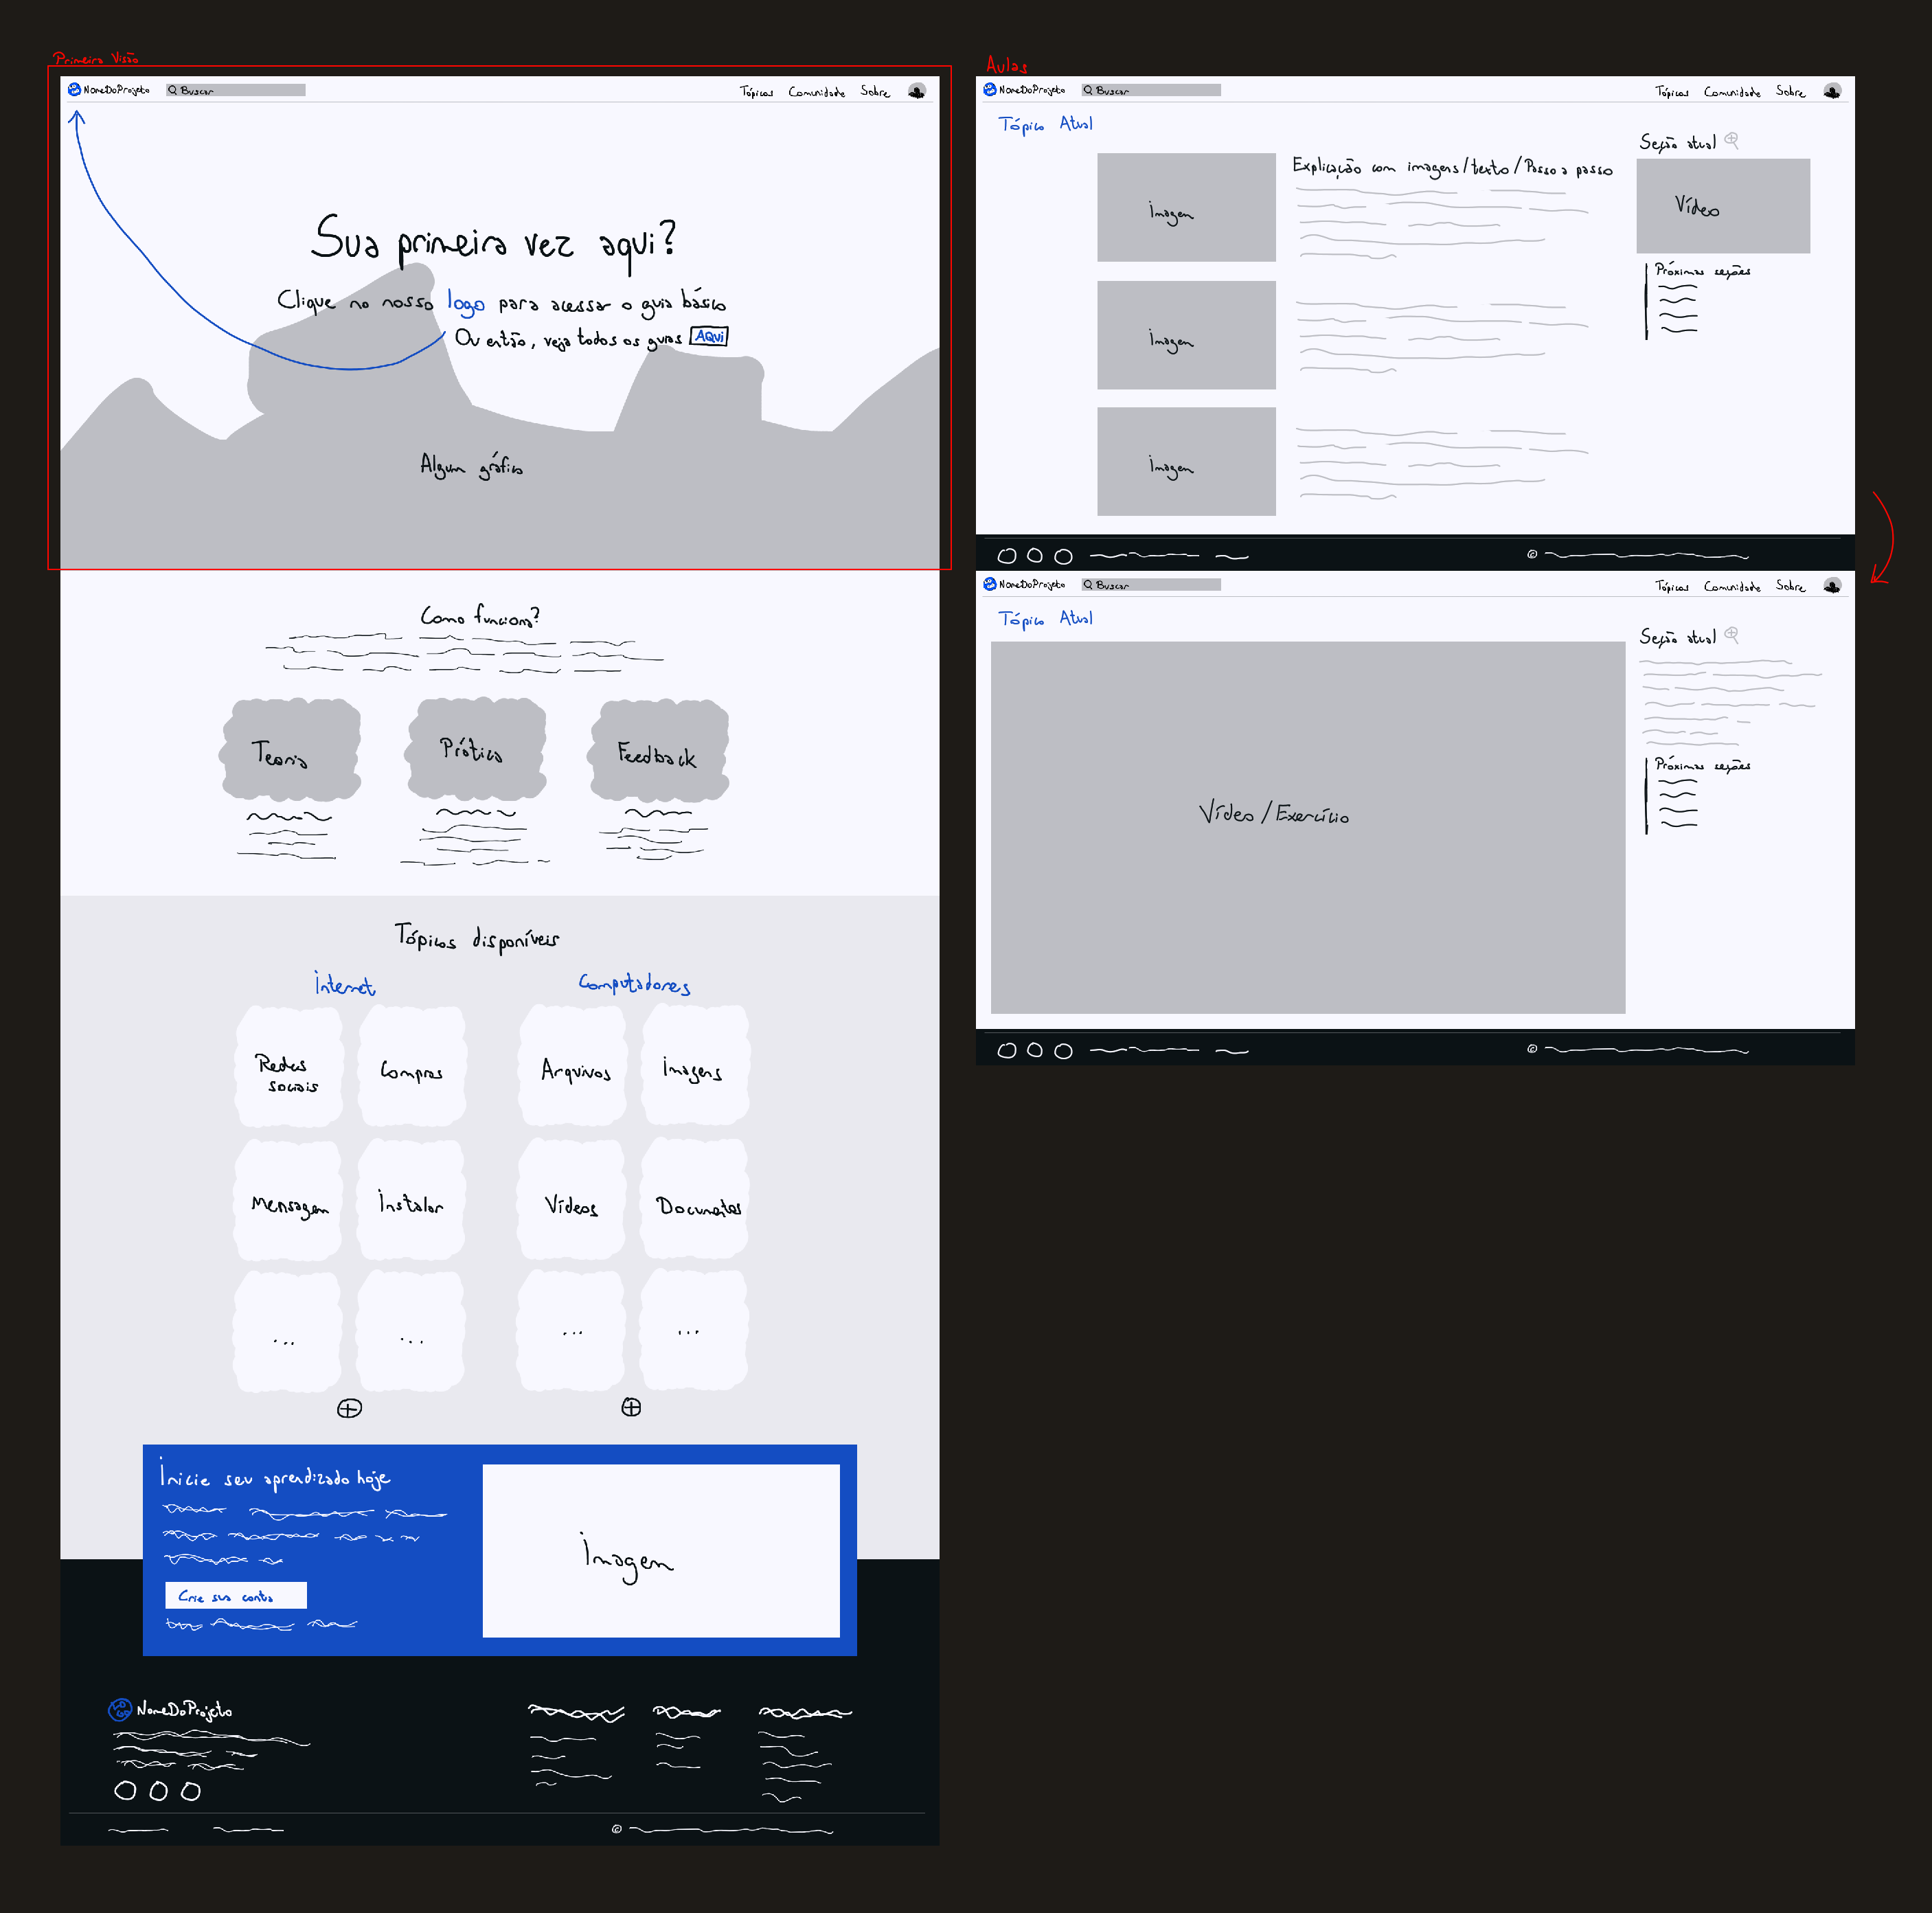 Primeira Visão
NomeDoProjeto
Buscar
Tópicos Comunidade Sobre
Sua primeira vez aqui?
Clique no nosso logo para acessar o guia básico
Ou então, veja todos os guias AQUI
Algum gráfico
Como funciona?
Teoria
Prática
Feedback
Tópicos disponíveis
Internet
Computadores
Redes
sociais
Compras
Arquivos
Imagens
Mensagem
Instalar
Vídeos
Documentos
...
...
...
...
Inicie seu aprendizado hoje
Crie sua conta
Imagem
LOGO
NomeDoProjeto
©
Aulas
NomeDoProjeto
Buscar
Tópicos Comunidade Sobre
Tópico Atual
Imagem
Explicação com imagens/texto/Passo a passo
Seção atual
Vídeo
Próximas seções
Imagem
Imagem
©
NomeDoProjeto
Buscar
Tópicos Comunidade Sobre
Tópico Atual
Seção atual
Próximas seções
Vídeo/Exercício
©